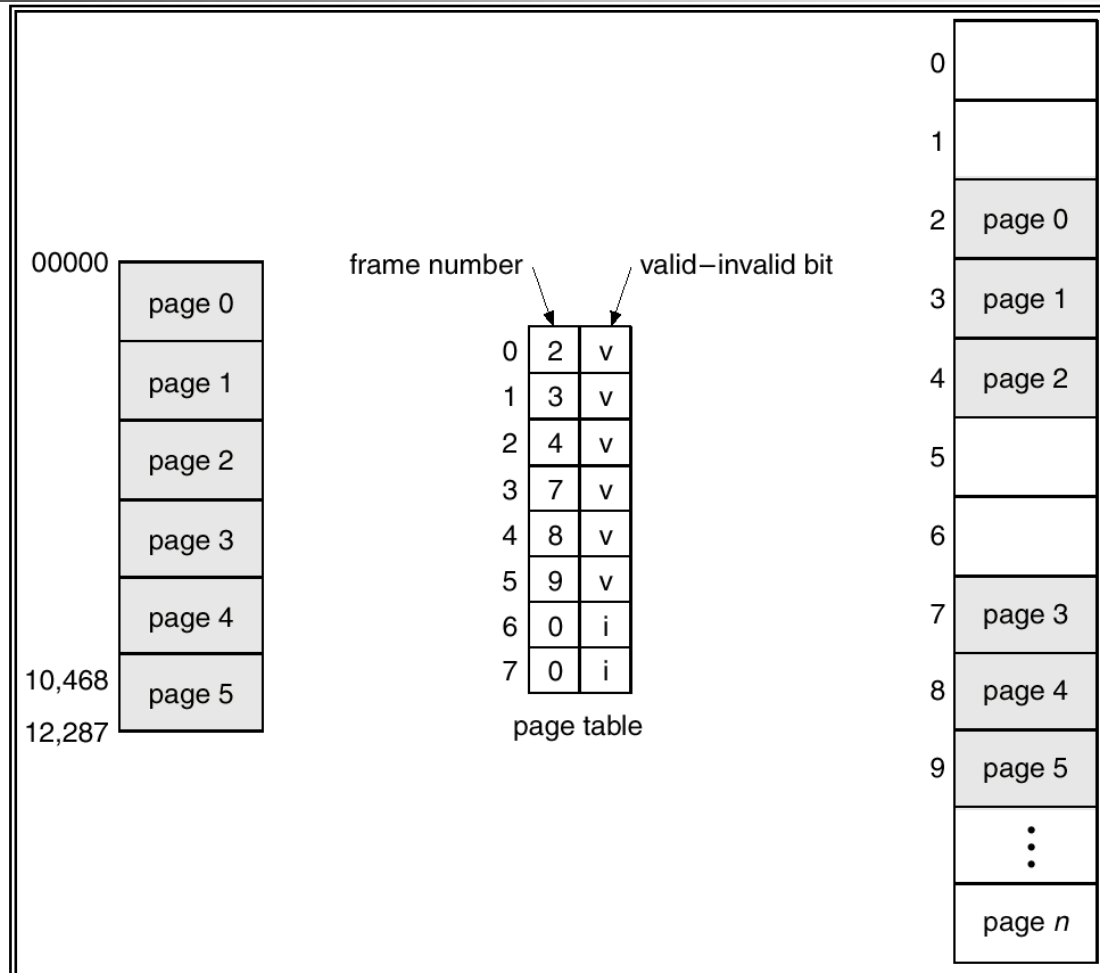 00000
page 0
page 1
page 2
page 3
page 4
10,468
page 5
12,287
frame number
valid–invalid bit
0 2 v
1 3 v
2 4 v
3 7 v
4 8 v
5 9 v
6 0 i
7 0 i
page table
0
1
2 page 0
3 page 1
4 page 2
5
6
7 page 3
8 page 4
9 page 5
⋮
page n